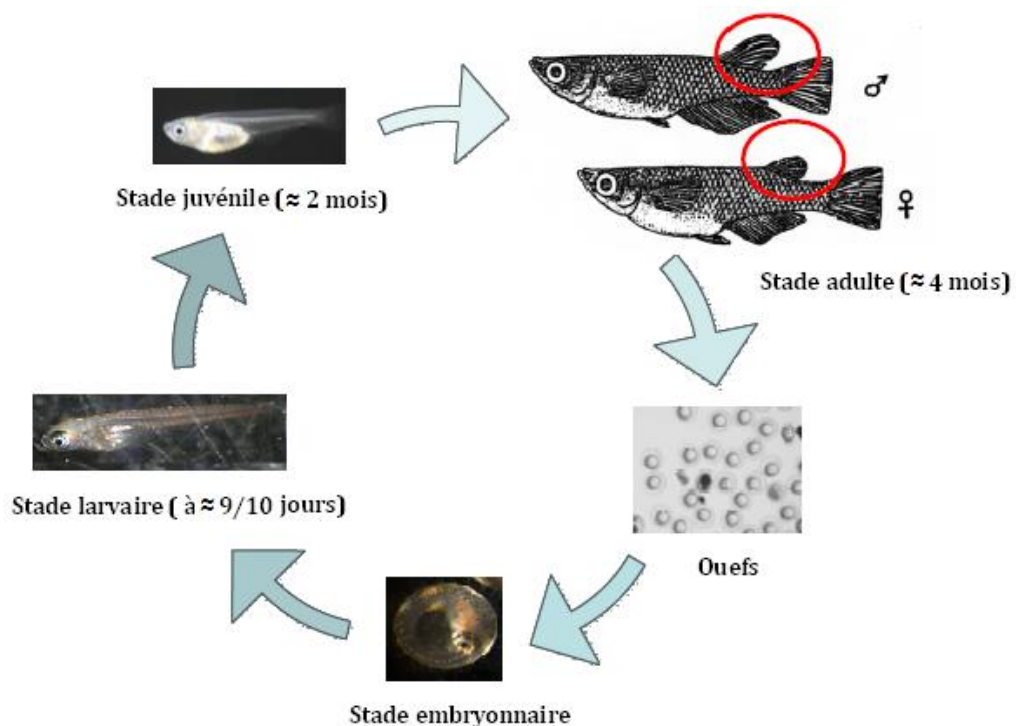 ♂
♀
Stade juvénile (≈ 2 mois)
Stade adulte (≈ 4 mois)
Stade larvaire ( à ≈ 9/10 jours)
Ouefs
Stade embryonnaire